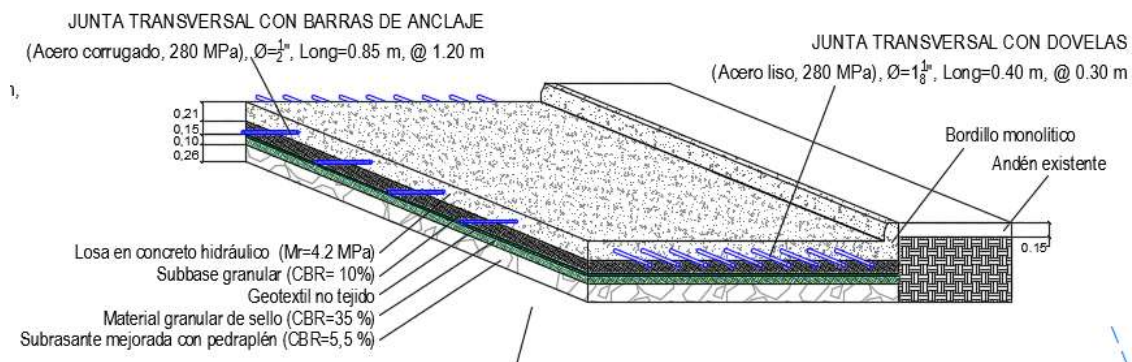 JUNTA TRANSVERSAL CON BARRAS DE ANCLAJE
(Acero corrugado, 280 MPa), Ø=½", Long=0.85 m, @ 1.20 m
JUNTA TRANSVERSAL CON DOVELAS
(Acero liso, 280 MPa), Ø=1⅛", Long=0.40 m, @ 0.30 m
Bordillo monolítico
Andén existente
0,21
0,15
0,10
0,26
0.15
Losa en concreto hidráulico (Mr=4.2 MPa)
Subbase granular (CBR= 10%)
Geotextil no tejido
Material granular de sello (CBR=35 %)
Subrasante mejorada con pedraplén (CBR=5,5 %)